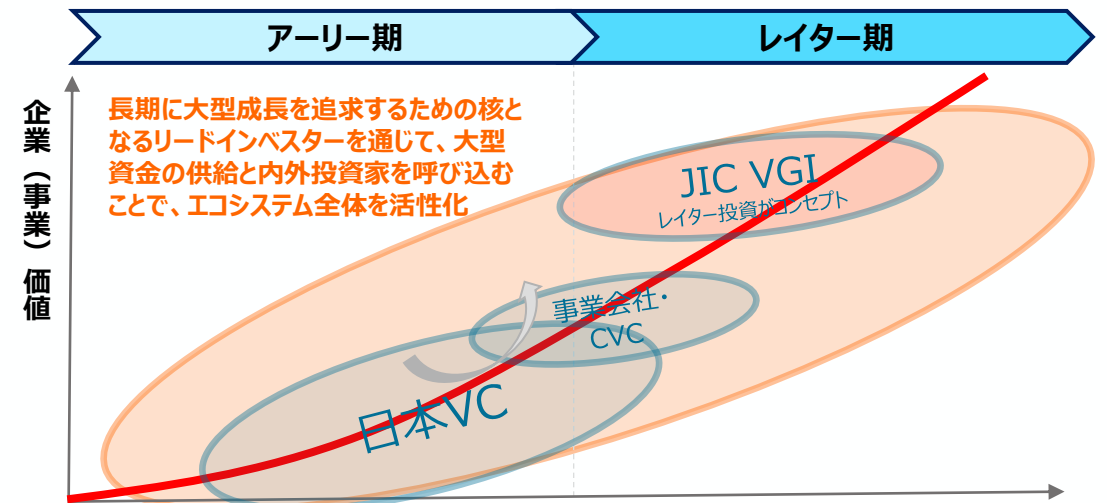 アーリー期
レイター期
企業（事業）価値
長期に大型成長を追求するための核と
なるリードインベスターを通じて、大型
資金の供給と内外投資家を呼び込む
ことで、エコシステム全体を活性化
JIC VGI
レイター投資がコンセプト
事業会社・
CVC
日本VC